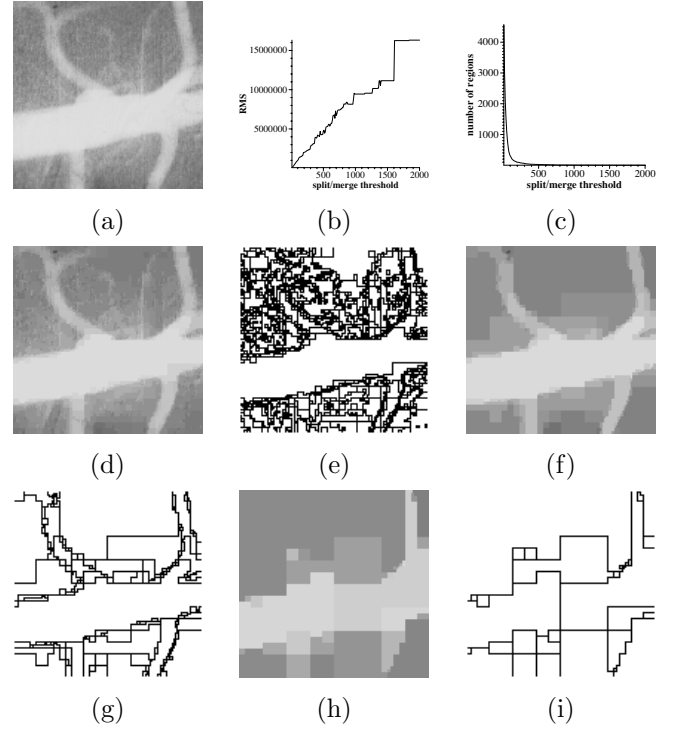 15000000
10000000
5000000
RMS
500 1000 1500 2000
split/merge threshold
4000
3000
2000
1000
number of regions
500 1000 1500 2000
split/merge threshold
(a) (b) (c)
(d) (e) (f)
(g) (h) (i)